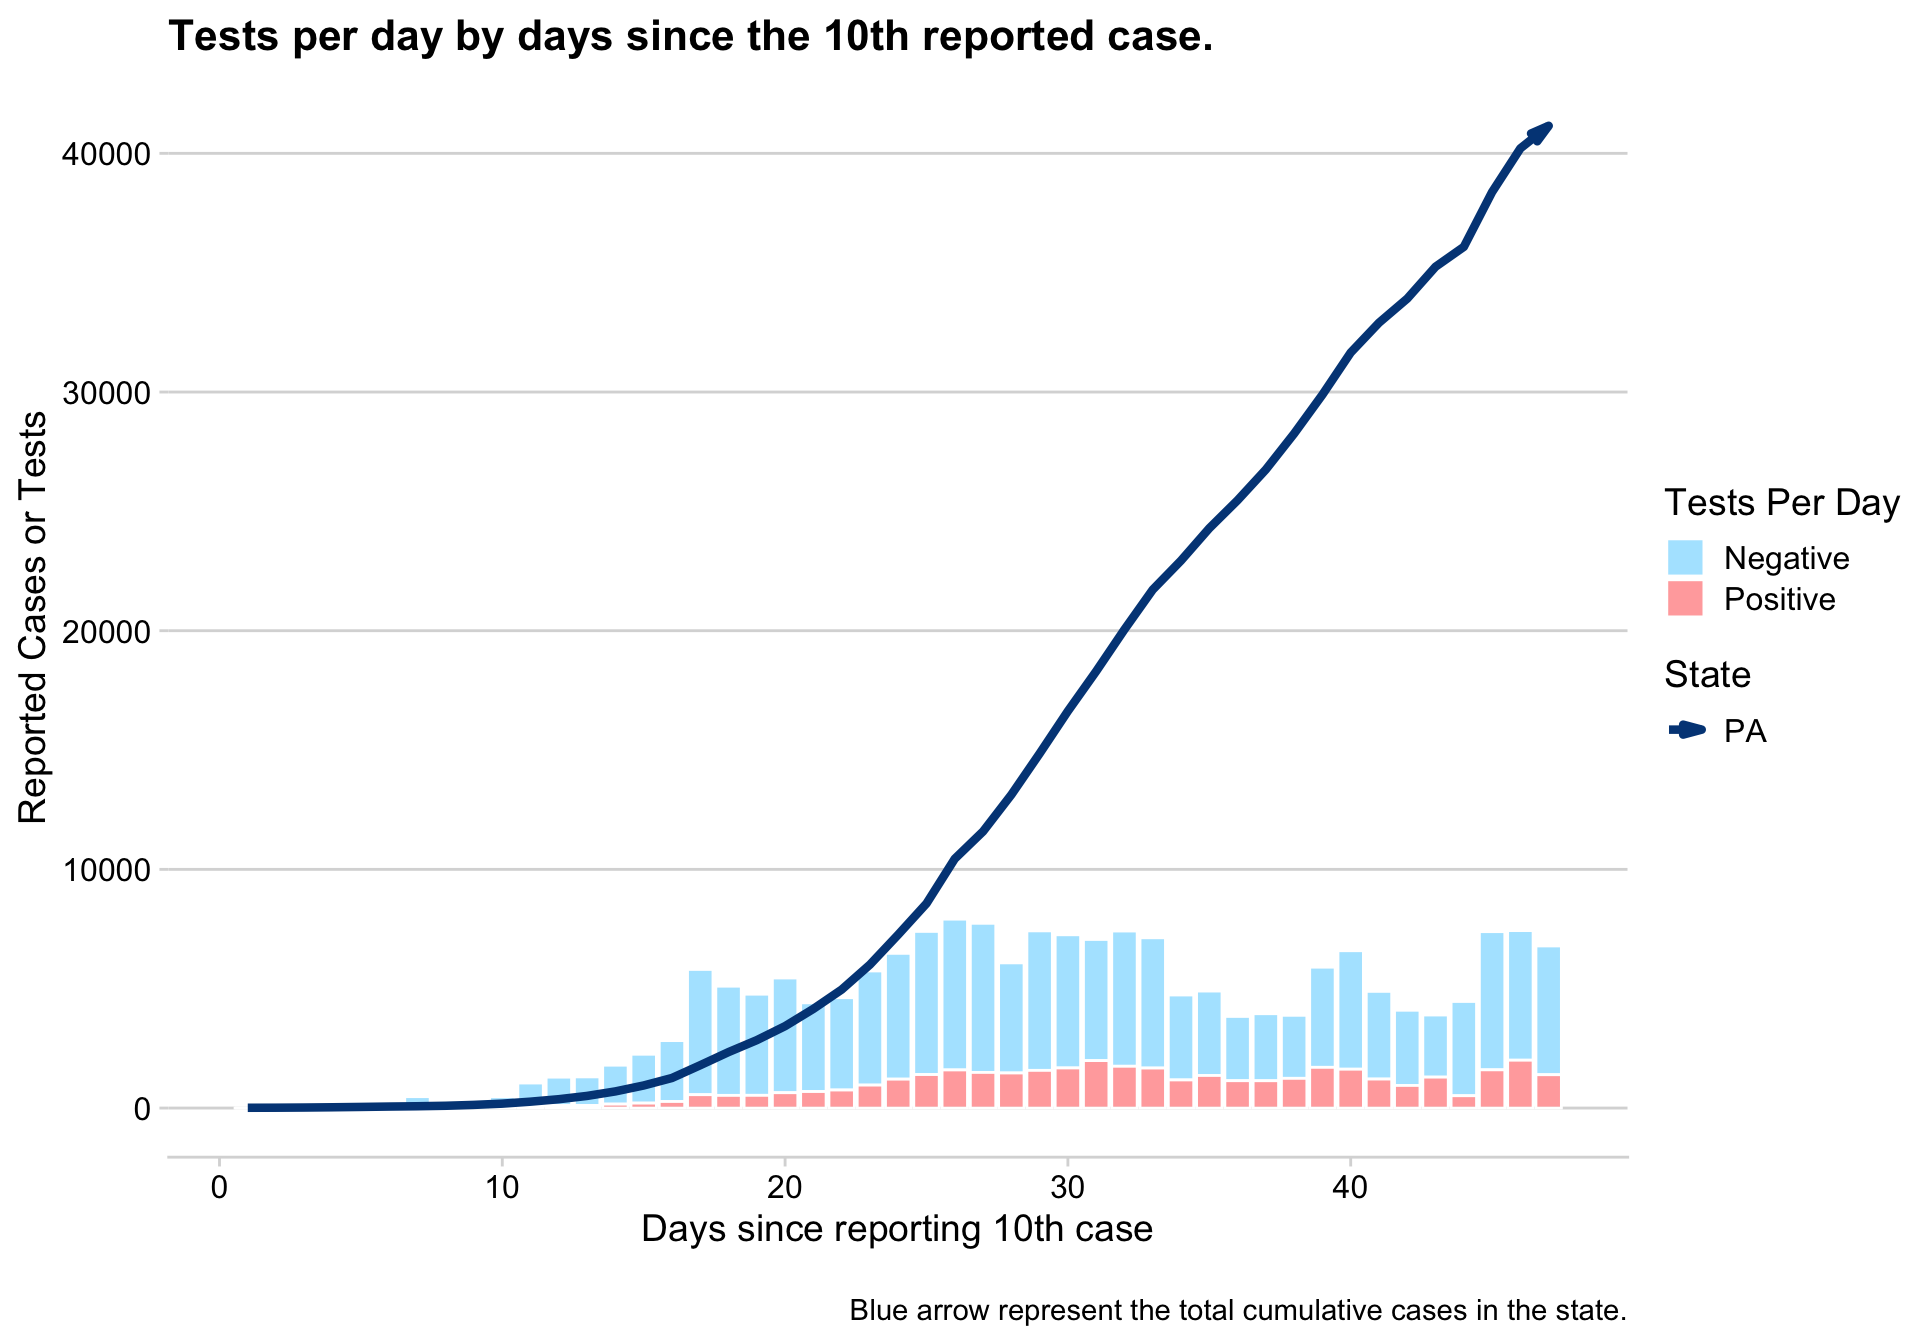 Tests per day by days since the 10th reported case.
40000
30000
20000
10000
0
Reported Cases or Tests
0 10 20 30 40
Days since reporting 10th case
Tests Per Day
Negative
Positive
State
PA
Blue arrow represent the total cumulative cases in the state.